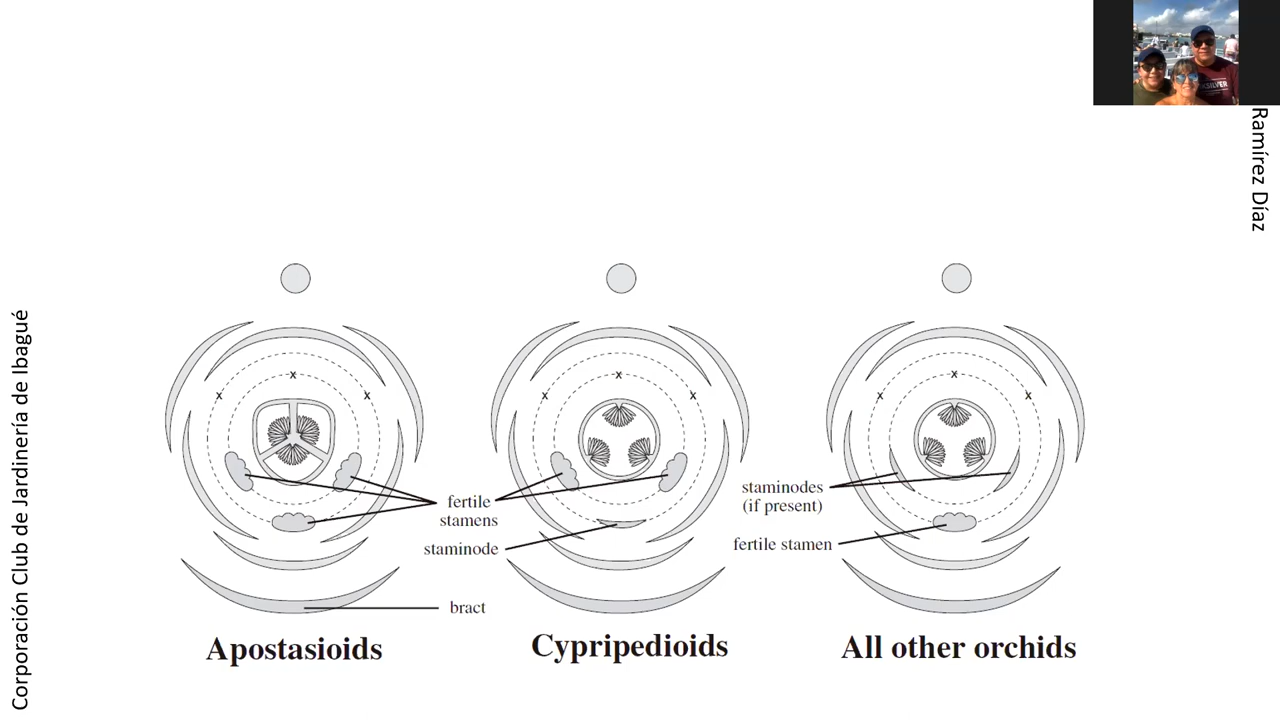 Corporación Club de Jardinería de Ibagué
Ramírez Díaz
x
x
x
x
x
x
x
x
x
fertile
stamens
staminode
bract
staminodes
(if present)
fertile stamen
Apostasioids
Cypripedioids
All other orchids